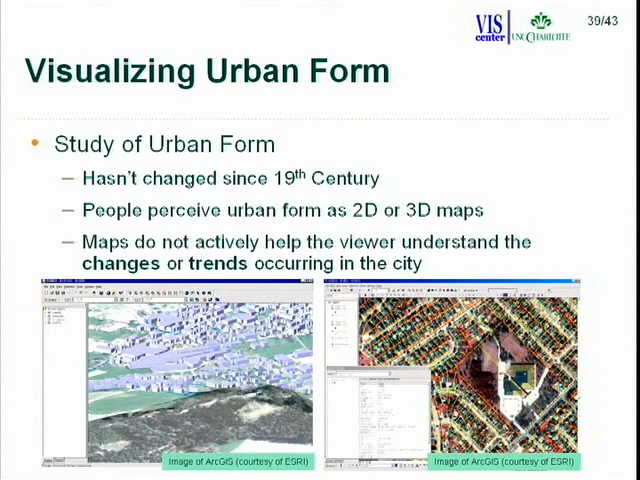 VIS
center
UNC CHARLOTTE
39/43
Visualizing Urban Form
• Study of Urban Form
– Hasn't changed since 19th Century
– People perceive urban form as 2D or 3D maps
– Maps do not actively help the viewer understand the
changes or trends occurring in the city
Image of ArcGIS (courtesy of ESRI)
Image of ArcGIS (courtesy of ESRI)